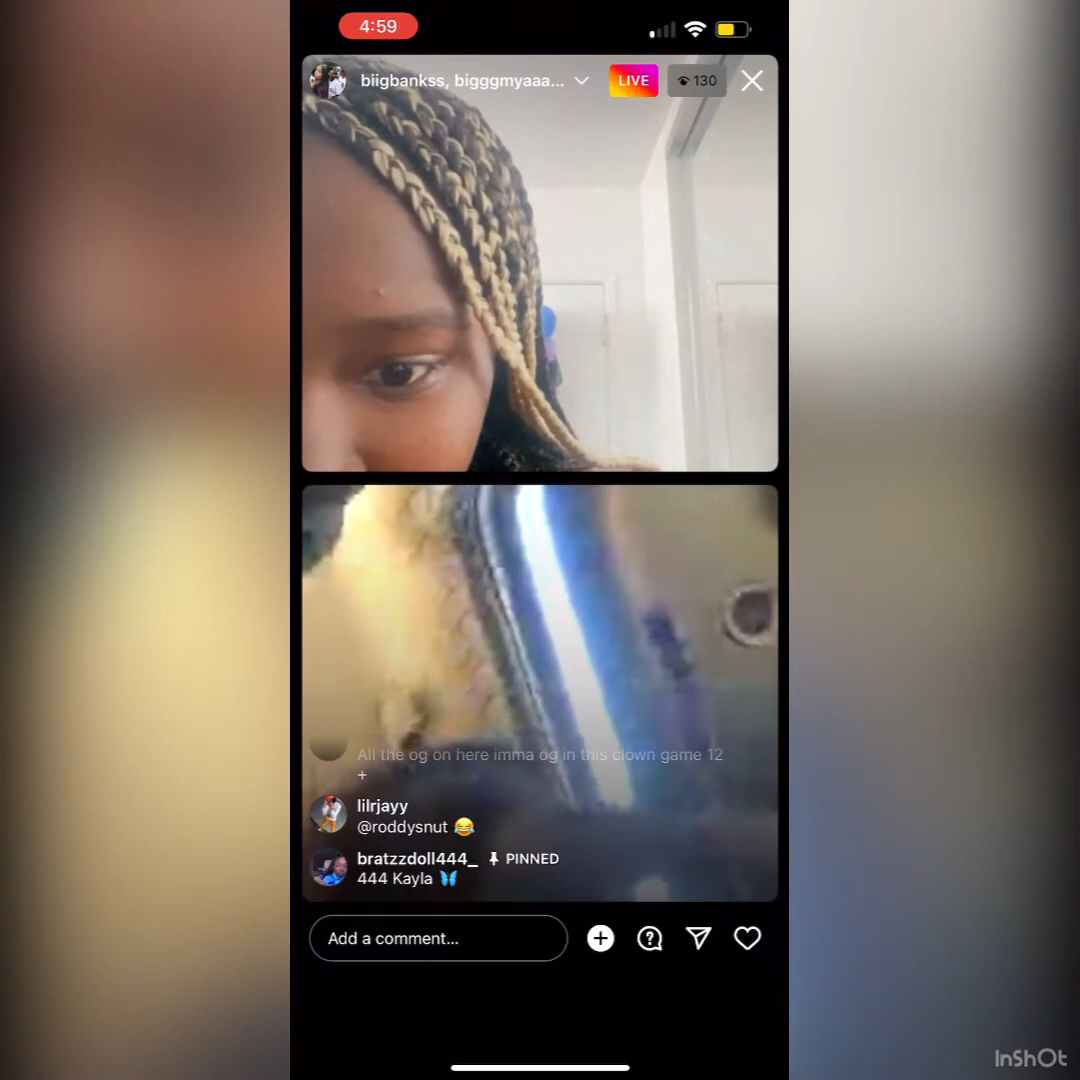 4:59
biigbankss, bigggmyaaa...
LIVE
130
All the og on here imma og in this clown game 12
+
lilrjayy
@roddysnut 😂
bratzzdoll444_ PINNED
444 Kayla 🦋
Add a comment...
InShOt